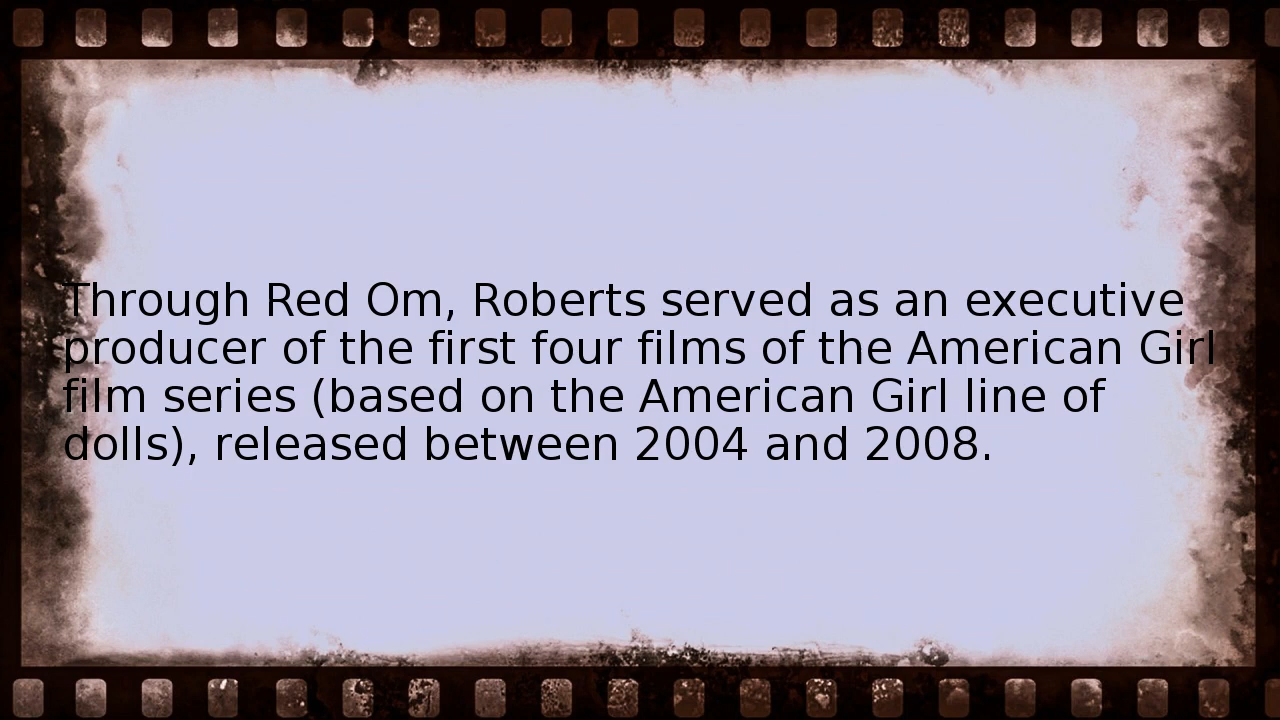 Through Red Om, Roberts served as an executive
producer of the first four films of the American Girl
film series (based on the American Girl line of
dolls), released between 2004 and 2008.